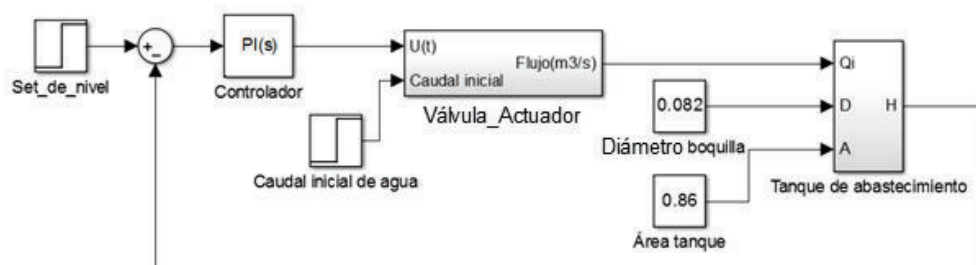 Set_de_nivel
+
-
PI(s)
Controlador
Caudal inicial de agua
U(t)
Caudal inicial
Flujo(m3/s)
Válvula_Actuador
0.082
Diámetro boquilla
0.86
Área tanque
Qi
D
A
H
Tanque de abastecimiento